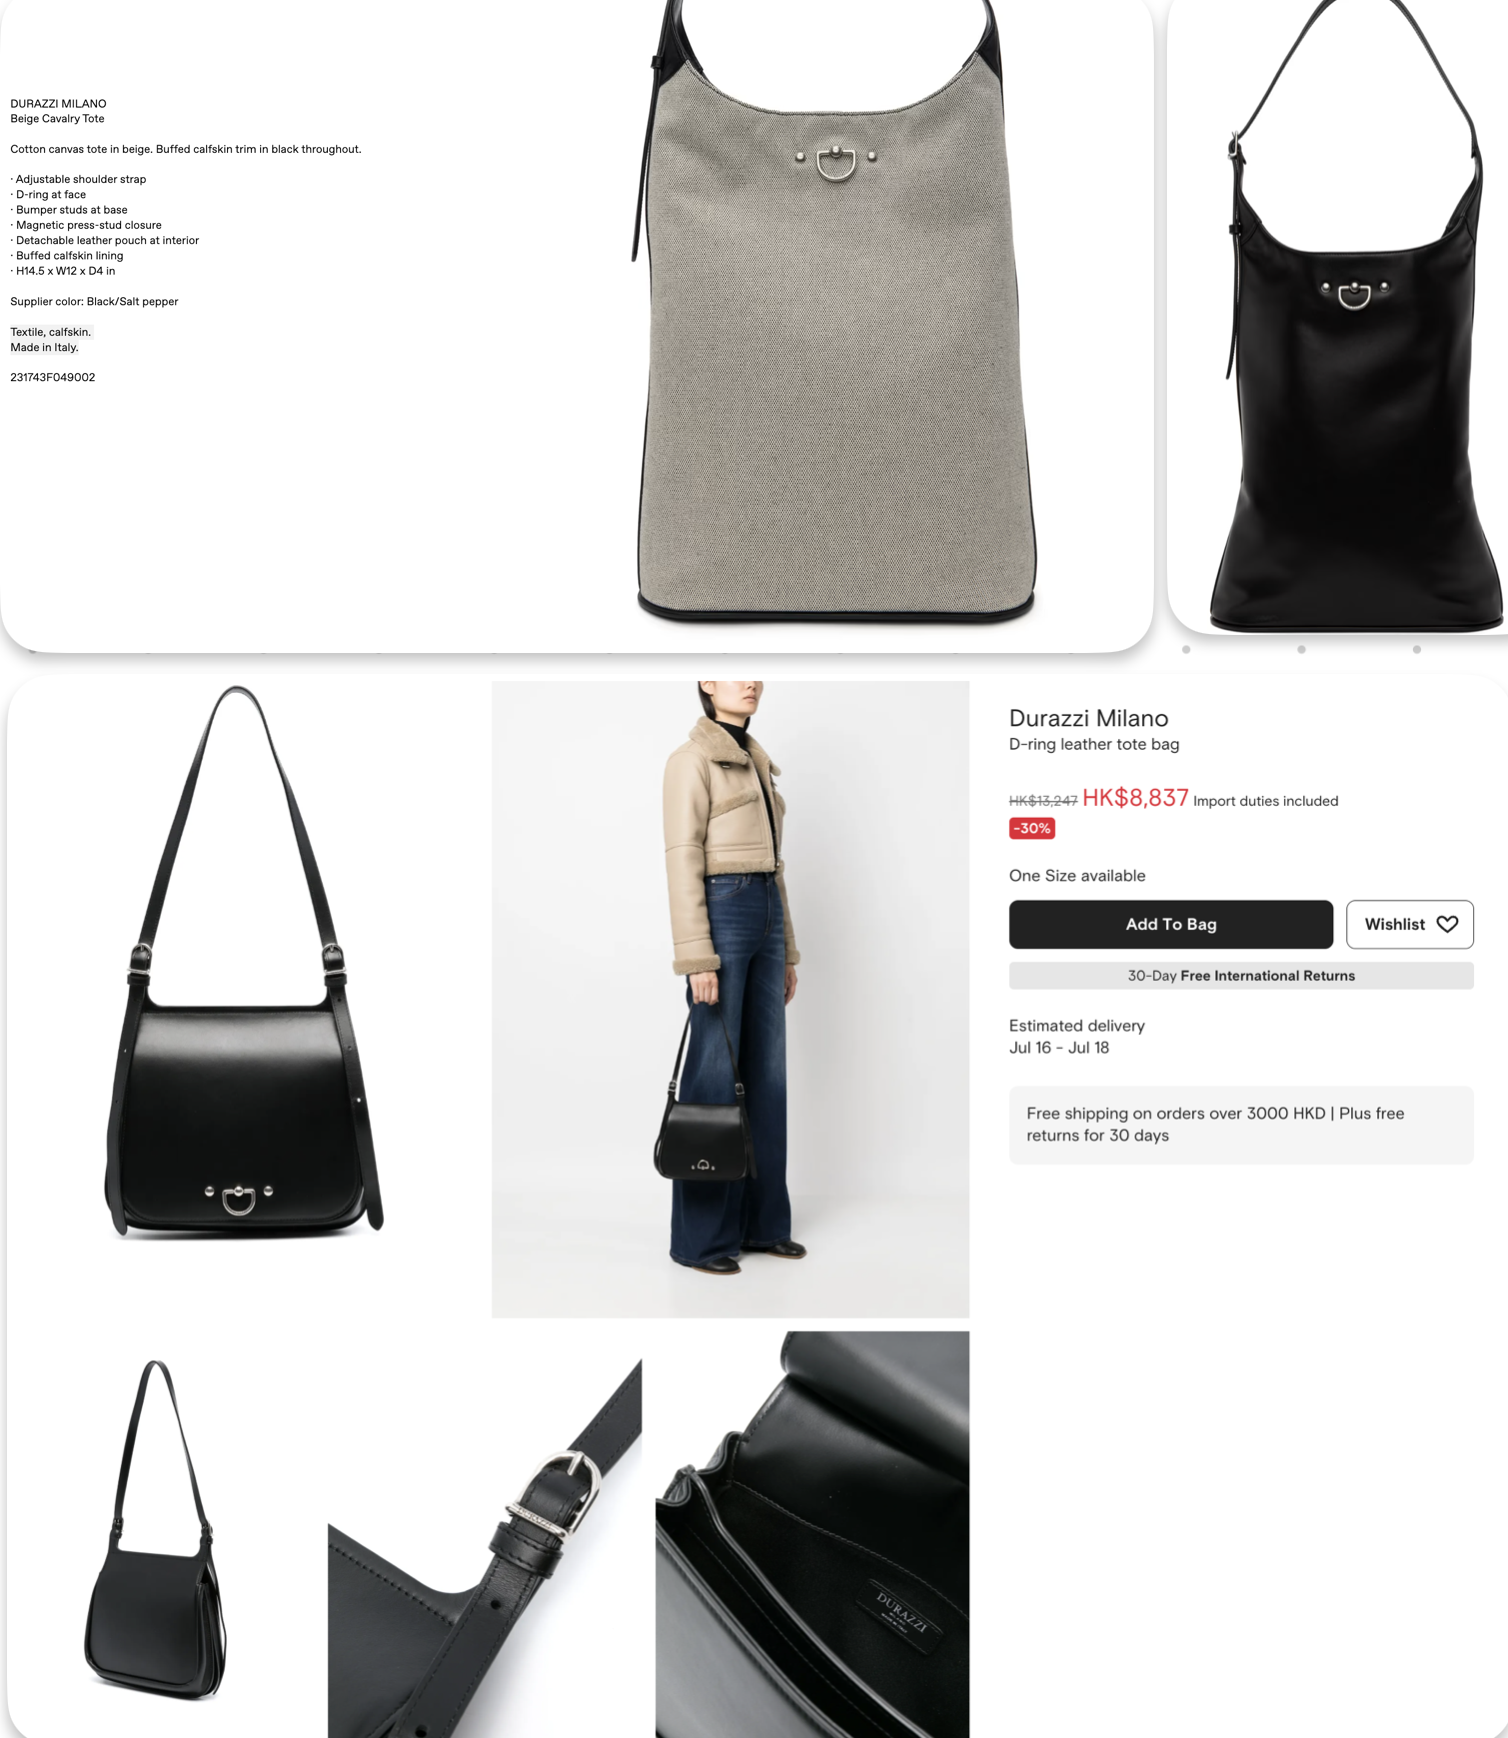 DURAZZI MILANO
Beige Cavalry Tote
Cotton canvas tote in beige. Buffed calfskin trim in black throughout.
· Adjustable shoulder strap
· D-ring at face
· Bumper studs at base
· Magnetic press-stud closure
· Detachable leather pouch at interior
· Buffed calfskin lining
· H14.5 x W12 x D4 in
Supplier color: Black/Salt pepper
Textile, calfskin.
Made in Italy.
231743F049002
Durazzi Milano
D-ring leather tote bag
HK$13,247 HK$8,837 Import duties included
-30%
One Size available
Add To Bag
Wishlist
30-Day Free International Returns
Estimated delivery
Jul 16 - Jul 18
Free shipping on orders over 3000 HKD | Plus free
returns for 30 days
DURAZZI